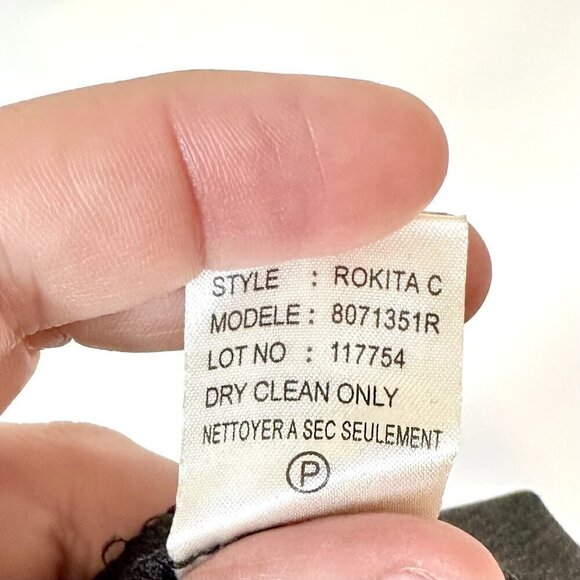 STYLE : ROKITA C
MODELE : 8071351R
LOT NO : 117754
DRY CLEAN ONLY
NETTOYER A SEC SEULEMENT
P